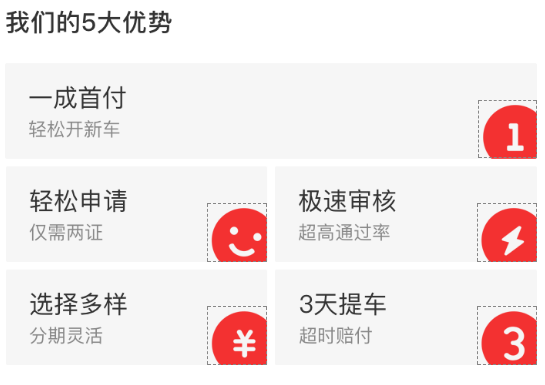 我们的5大优势
一成首付
轻松开新车
1
轻松申请
仅需两证
极速审核
超高通过率
选择多样
分期灵活
¥
3天提车
超时赔付
3